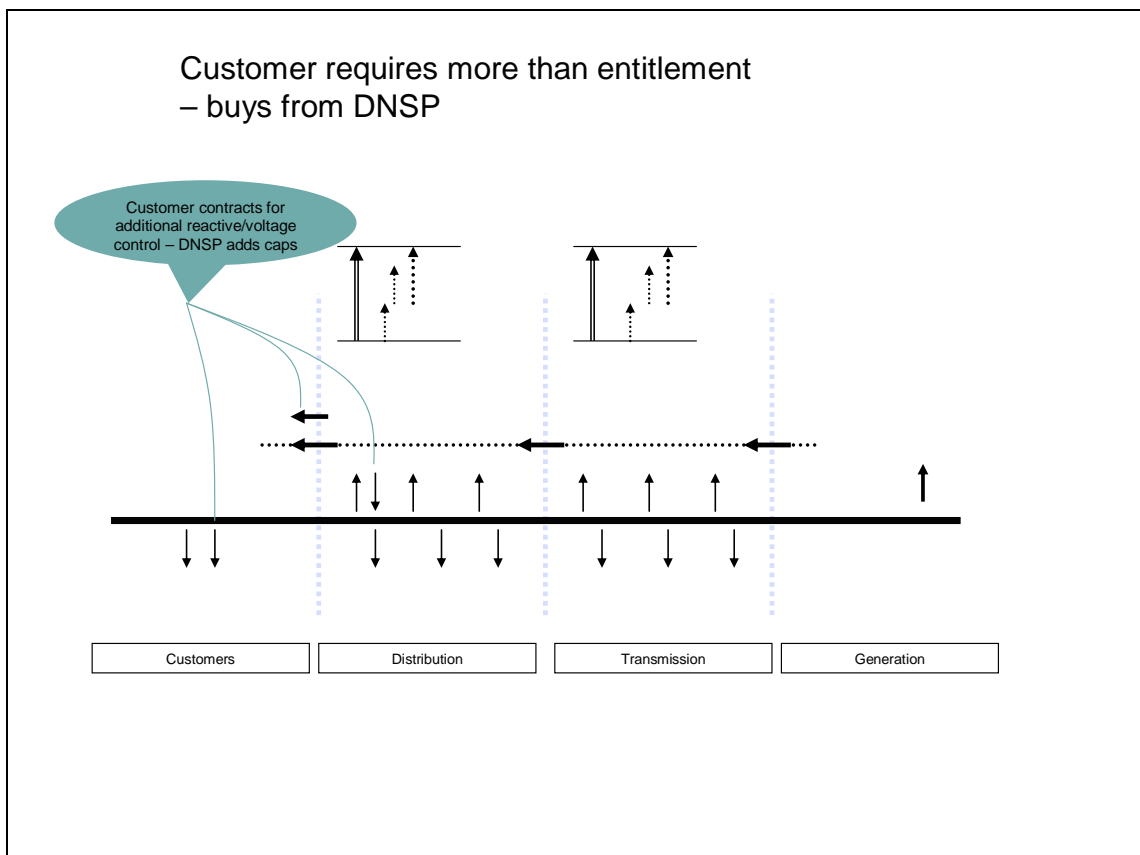 Customer requires more than entitlement
– buys from DNSP
Customer contracts for
additional reactive/voltage
control – DNSP adds caps
Customers
Distribution
Transmission
Generation